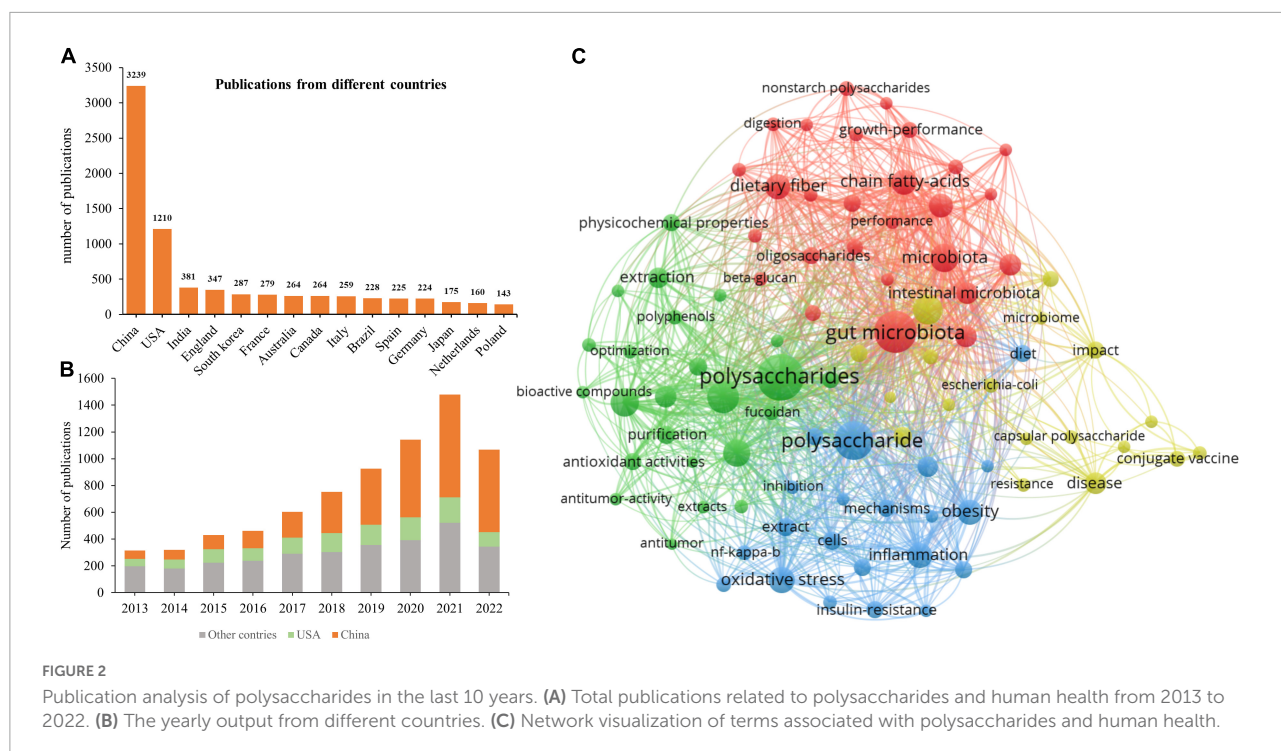 A
Publications from different countries
number of publications
3500
3000
2500
2000
1500
1000
500
0
3239
1210
381
347
287
279
264
264
259
228
225
224
175
160
143
China
USA
India
England
South korea
France
Australia
Canada
Italy
Brazil
Spain
Germany
Japan
Netherlands
Poland
B
Number of publications
1600
1400
1200
1000
800
600
400
200
0
2013
2014
2015
2016
2017
2018
2019
2020
2021
2022
Other contries
USA
China
C
nonstarch polysaccharides
digestion
growth-performance
dietary fiber
chain fatty-acids
physicochemical properties
performance
oligosaccharides
microbiota
extraction
beta-glucan
intestinal microbiota
polyphenols
microbiome
gut microbiota
optimization
diet
impact
polysaccharides
escherichia-coli
bioactive compounds
fucoidan
purification
polysaccharide
capsular polysaccharide
conjugate vaccine
antioxidant activities
inhibition
resistance
disease
antitumor-activity
extracts
mechanisms
obesity
extract
cells
antitumor
nf-kappa-b
inflammation
oxidative stress
insulin-resistance
FIGURE 2
Publication analysis of polysaccharides in the last 10 years. (A) Total publications related to polysaccharides and human health from 2013 to
2022. (B) The yearly output from different countries. (C) Network visualization of terms associated with polysaccharides and human health.